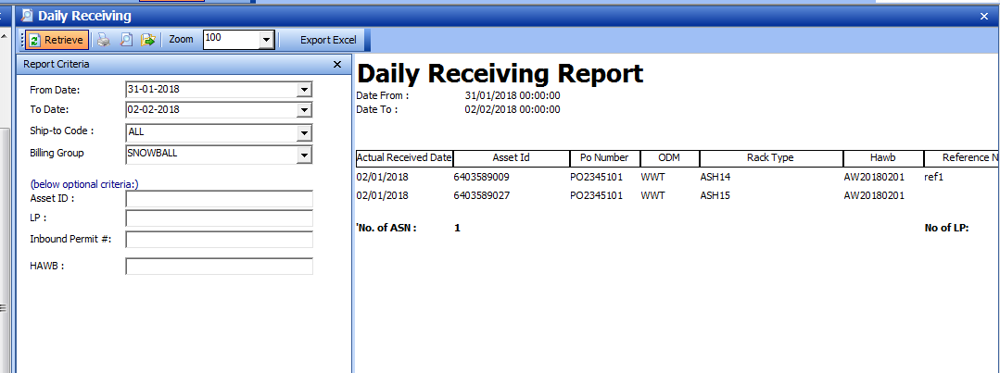 Daily Receiving
Retrieve Zoom 100 Export Excel
Report Criteria
From Date: 31-01-2018
To Date: 02-02-2018
Ship-to Code : ALL
Billing Group SNOWBALL
(below optional criteria:)
Asset ID :
LP :
Inbound Permit #:
HAWB :
Daily Receiving Report
Date From : 31/01/2018 00:00:00
Date To : 02/02/2018 00:00:00
Actual Received Date Asset Id Po Number ODM Rack Type Hawb Reference N
02/01/2018 6403589009 PO2345101 WWT ASH14 AW20180201 ref1
02/01/2018 6403589027 PO2345101 WWT ASH15 AW20180201
'No. of ASN : 1 No of LP: